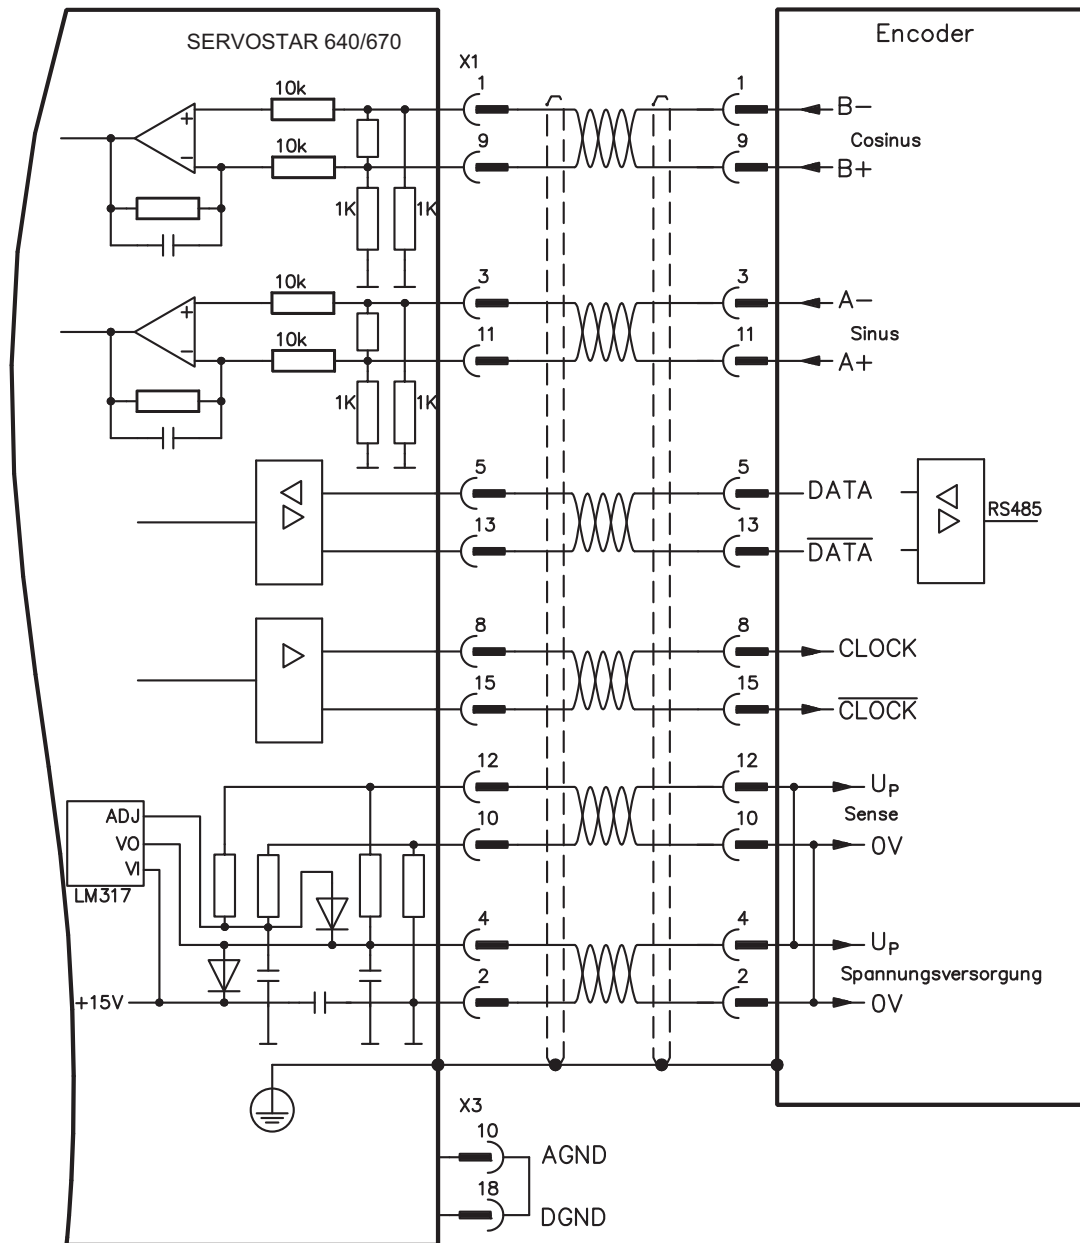 SERVOSTAR 640/670
Encoder
X1
10k
1
1
B−
+
Cosinus
10k
9
9
B+
−
1K
1K
10k
3
3
A−
+
Sinus
10k
11
11
A+
−
1K
1K
5
5
DATA
RS485
13
13
DATA
8
8
CLOCK
15
15
CLOCK
12
12
UP
Sense
ADJ
10
10
0V
VO
VI
LM317
4
4
UP
Spannungsversorgung
+15V
2
2
0V
X3
10
AGND
18
DGND